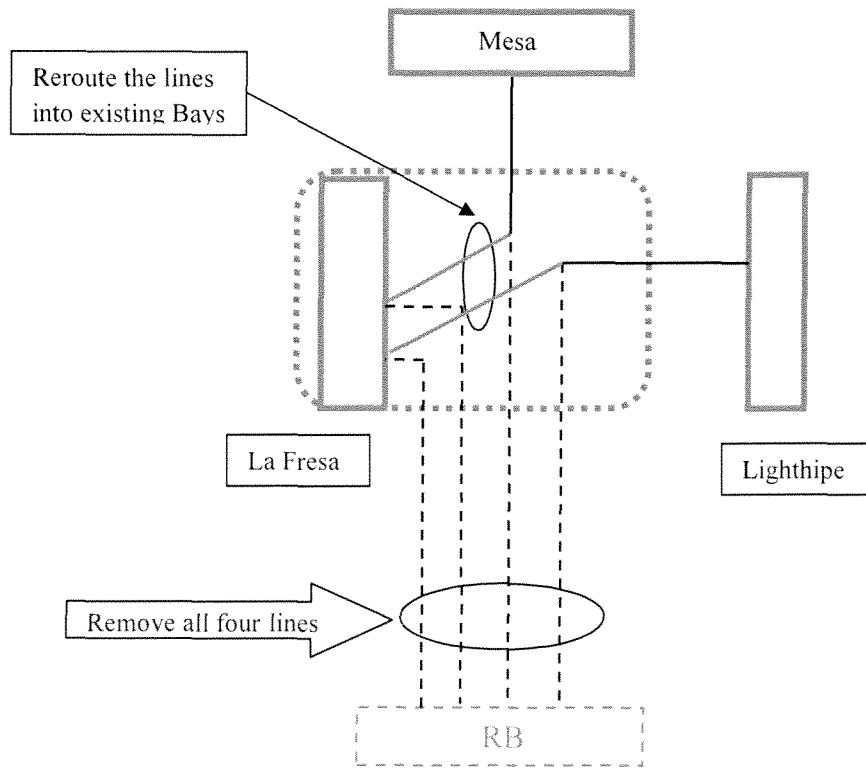 Mesa
Reroute the lines
into existing Bays
La Fresa
Lighthipe
Remove all four lines
RB